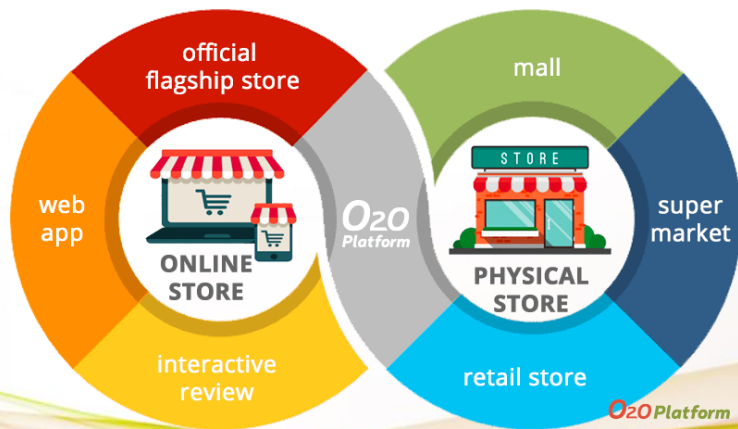 official
flagship store
web
app
interactive
review
ONLINE
STORE
O2O
Platform
mall
super
market
retail store
STORE
PHYSICAL
STORE
O2O Platform